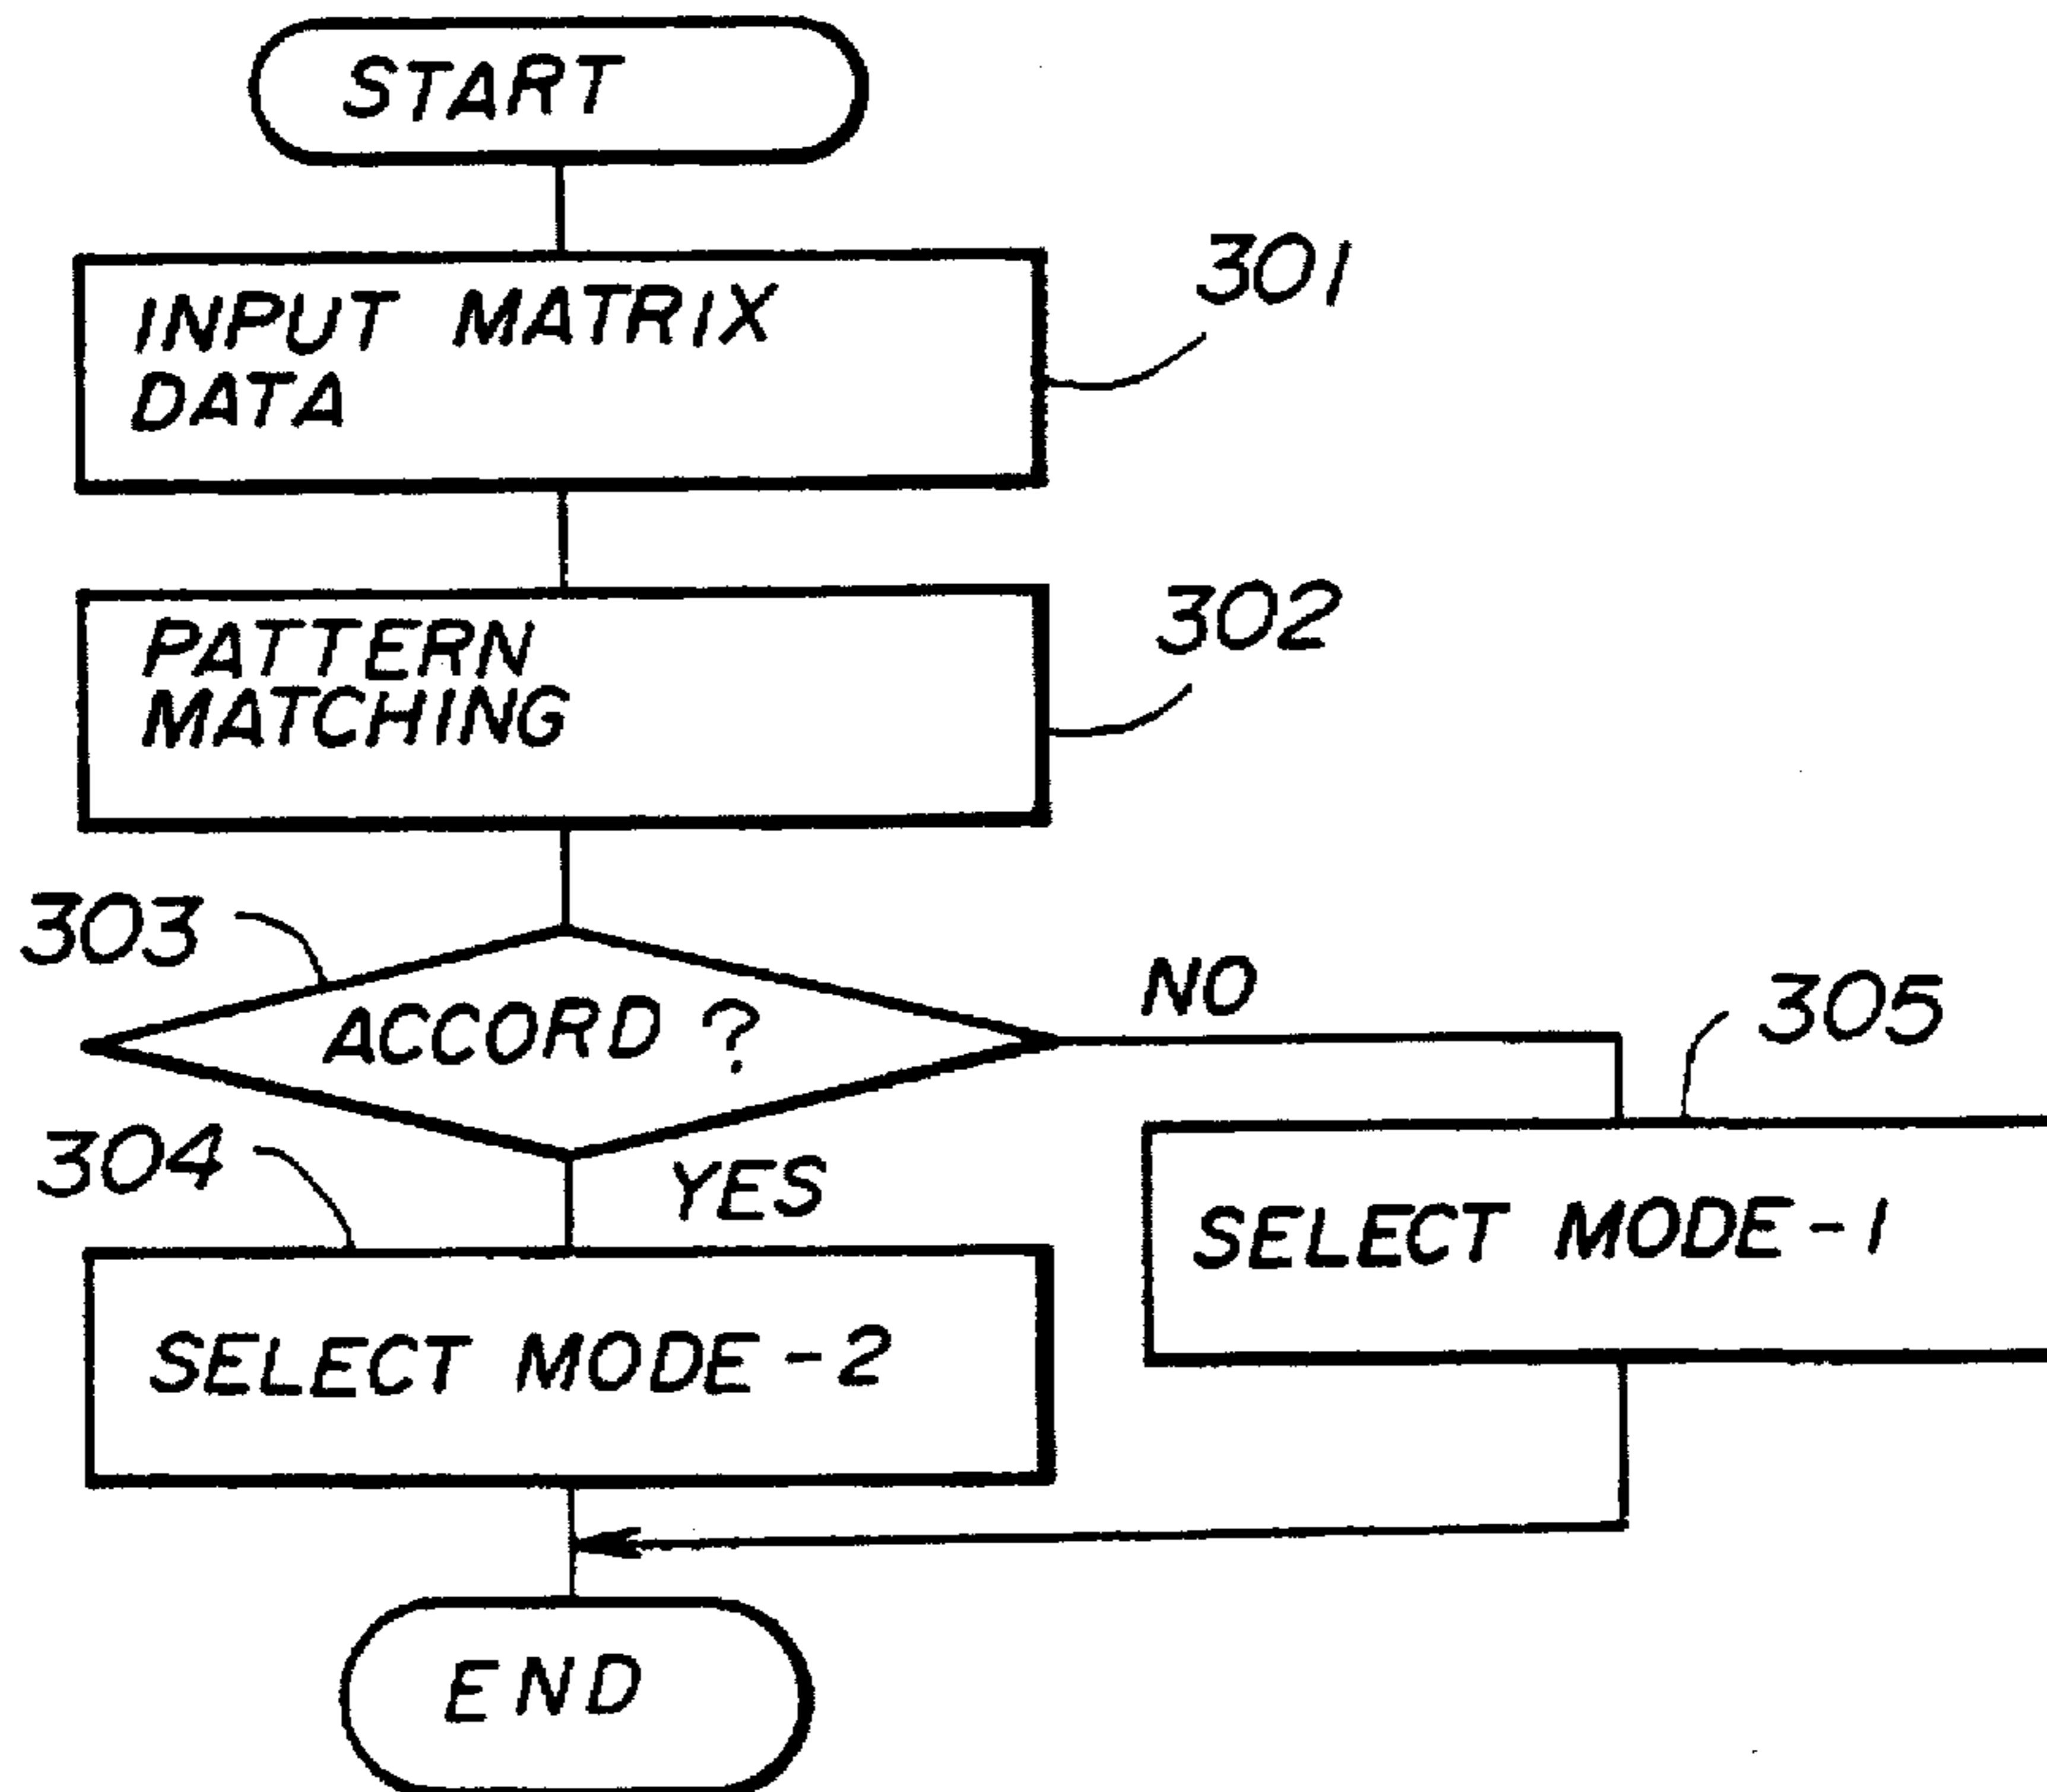 START
INPUT MATRIX
DATA
301
PATTERN
MATCHING
302
303
ACCORD ?
NO
305
304
YES
SELECT MODE-1
SELECT MODE-2
END